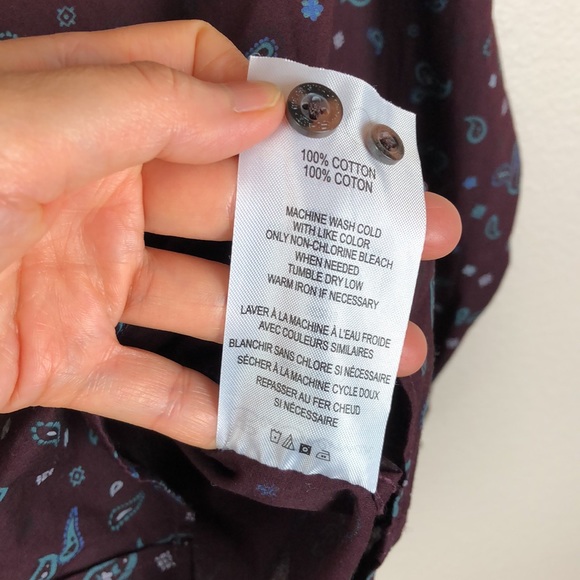 100% COTTON
100% COTON
MACHINE WASH COLD
WITH LIKE COLOR
ONLY NON-CHLORINE BLEACH
WHEN NEEDED
TUMBLE DRY LOW
WARM IRON IF NECESSARY
LAVER À LA MACHINE À L'EAU FROIDE
AVEC COULEURS SIMILAIRES
BLANCHIR SANS CHLORE SI NÉCESSAIRE
SÉCHER À LA MACHINE CYCLE DOUX
REPASSER AU FER CHEUD
SI NÉCESSAIRE